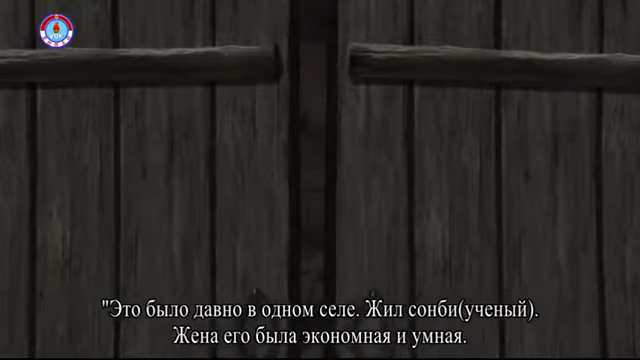 "Это было давно в одном селе. Жил сонби(ученый).
Жена его была экономная и умная.